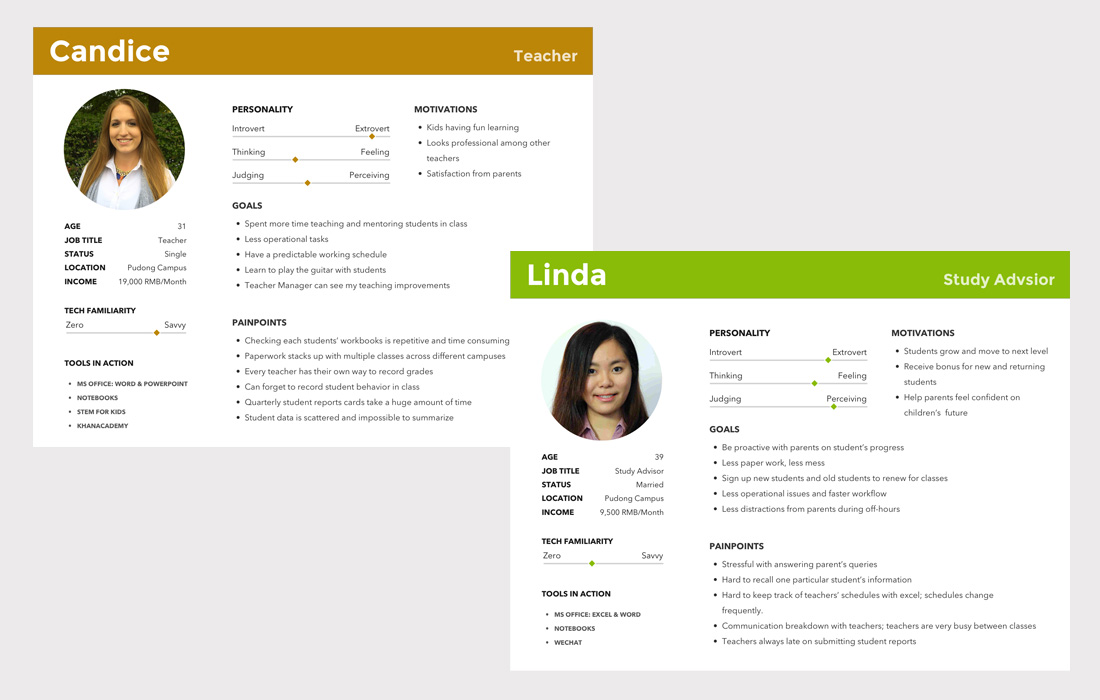 Candice
Teacher
AGE 31
JOB TITLE Teacher
STATUS Single
LOCATION Pudong Campus
INCOME 19,000 RMB/Month
TECH FAMILIARITY
Zero Savvy
TOOLS IN ACTION
• MS OFFICE: WORD & POWERPOINT
• NOTEBOOKS
• STEM FOR KIDS
• KHANACADEMY
PERSONALITY
Introvert Extrovert
Thinking Feeling
Judging Perceiving
MOTIVATIONS
• Kids having fun learning
• Looks professional among other
teachers
• Satisfaction from parents
GOALS
• Spent more time teaching and mentoring students in class
• Less operational tasks
• Have a predictable working schedule
• Learn to play the guitar with students
• Teacher Manager can see my teaching improvements
PAINPOINTS
• Checking each students' workbooks is repetitive and time consuming
• Paperwork stacks up with multiple classes across different campuses
• Every teacher has their own way to record grades
• Can forget to record student behavior in class
• Quarterly student reports cards take a huge amount of time
• Student data is scattered and impossible to summarize
Linda
Study Advsior
AGE 39
JOB TITLE Study Advisor
STATUS Married
LOCATION Pudong Campus
INCOME 9,500 RMB/Month
TECH FAMILIARITY
Zero Savvy
TOOLS IN ACTION
• MS OFFICE: EXCEL & WORD
• NOTEBOOKS
• WECHAT
PERSONALITY
Introvert Extrovert
Thinking Feeling
Judging Perceiving
MOTIVATIONS
• Students grow and move to next level
• Receive bonus for new and returning
students
• Help parents feel confident on
children's future
GOALS
• Be proactive with parents on student's progress
• Less paper work, less mess
• Sign up new students and old students to renew for classes
• Less operational issues and faster workflow
• Less distractions from parents during off-hours
PAINPOINTS
• Stressful with answering parent's queries
• Hard to recall one particular student's information
• Hard to keep track of teachers' schedules with excel; schedules change
frequently.
• Communication breakdown with teachers; teachers are very busy between classes
• Teachers always late on submitting student reports